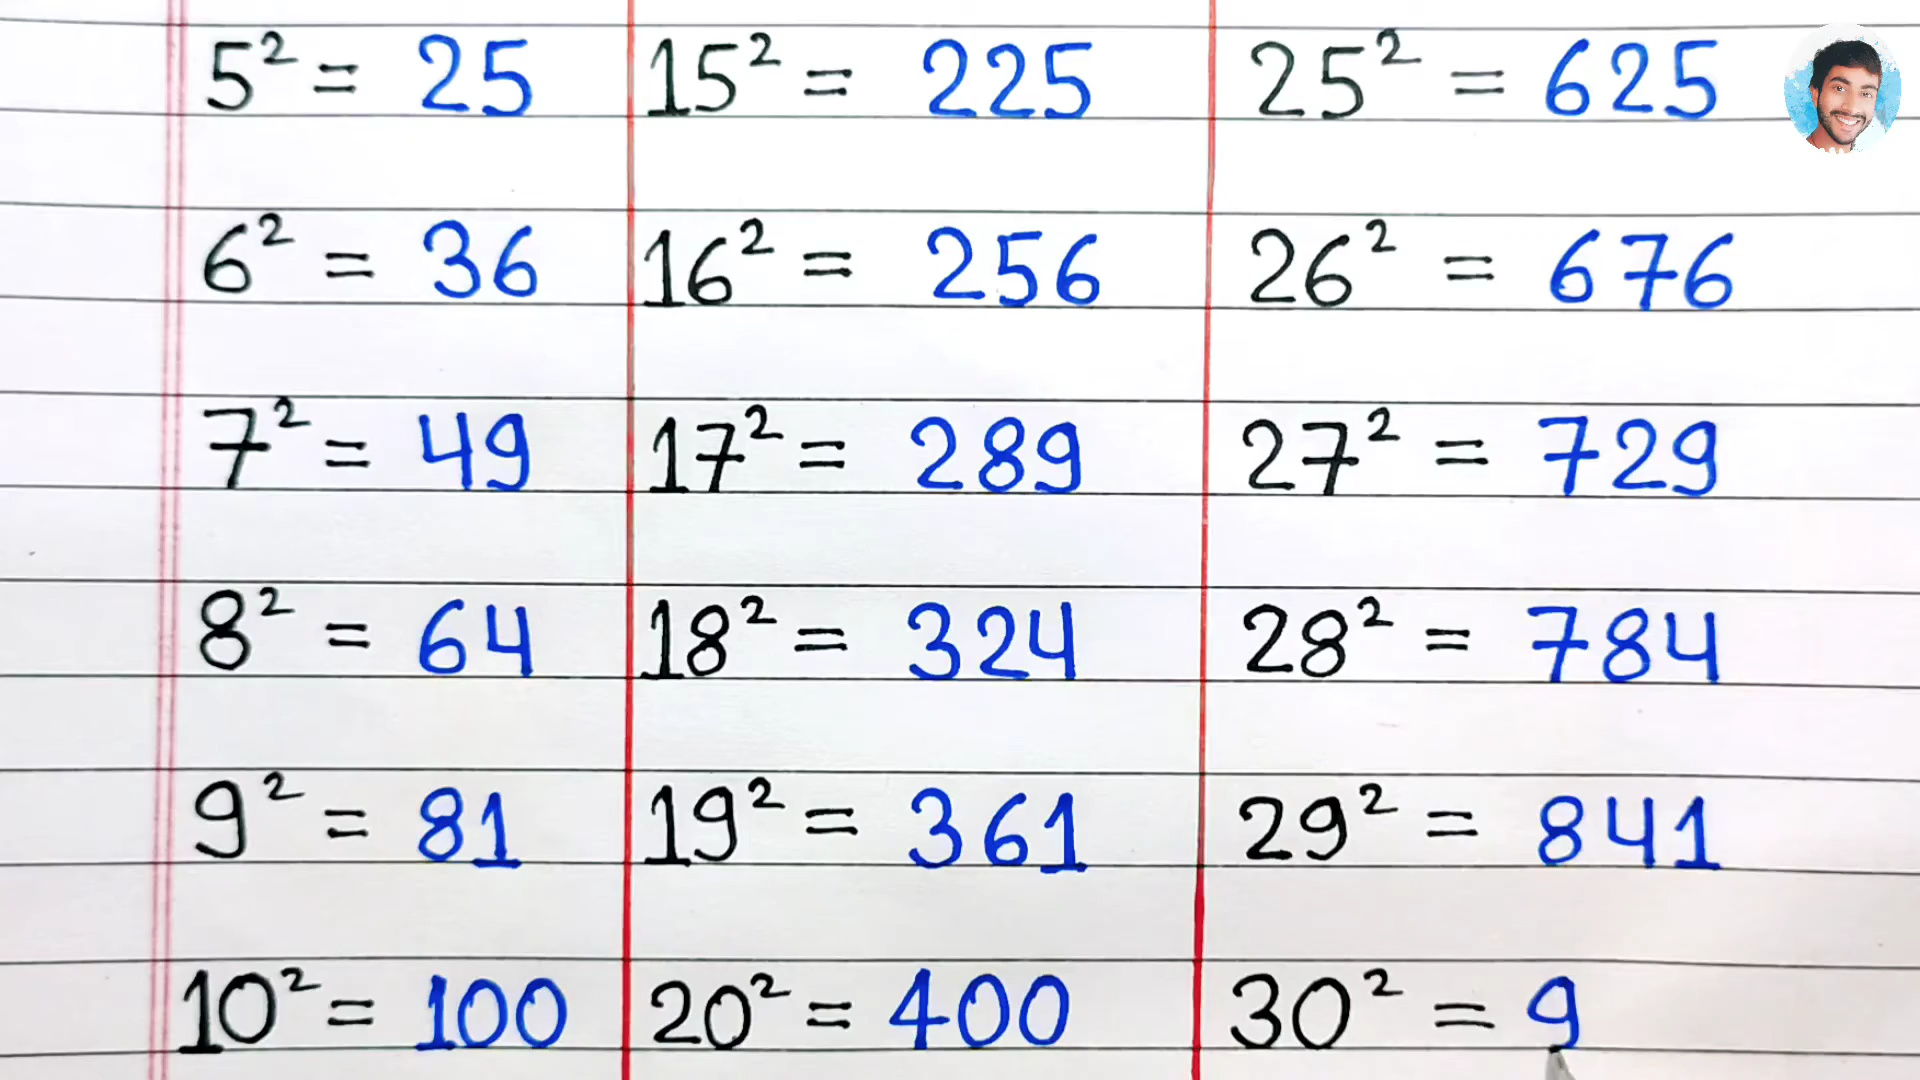 5² = 25 15² = 225 25² = 625
6² = 36 16² = 256 26² = 676
7² = 49 17² = 289 27² = 729
8² = 64 18² = 324 28² = 784
9² = 81 19² = 361 29² = 841
10² = 100 20² = 400 30² = 9